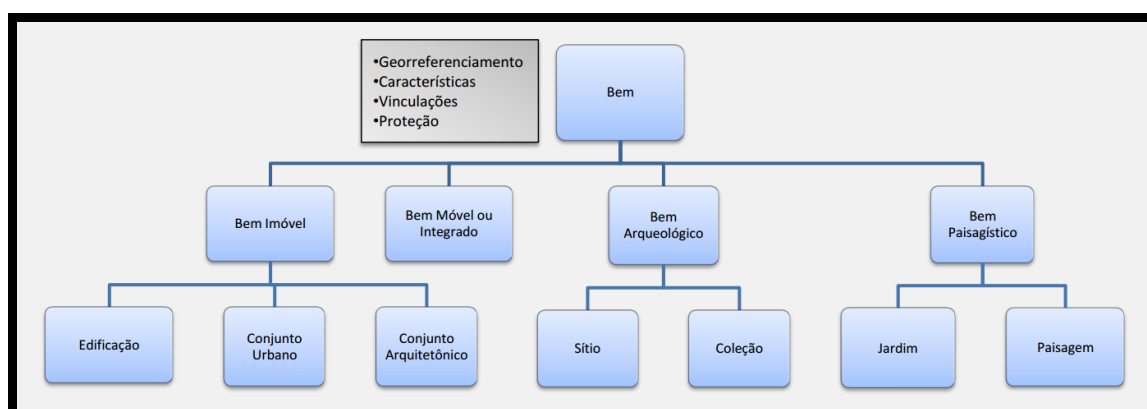 •Georreferenciamento
•Características
•Vinculações
•Proteção
Bem
Bem Imóvel
Bem Móvel ou
Integrado
Bem
Arqueológico
Bem
Paisagístico
Edificação
Conjunto
Urbano
Conjunto
Arquitetônico
Sítio
Coleção
Jardim
Paisagem